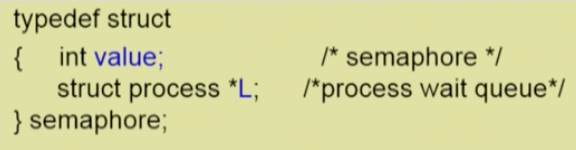 typedef struct
{ int value; /* semaphore */
struct process *L; /*process wait queue*/
} semaphore;